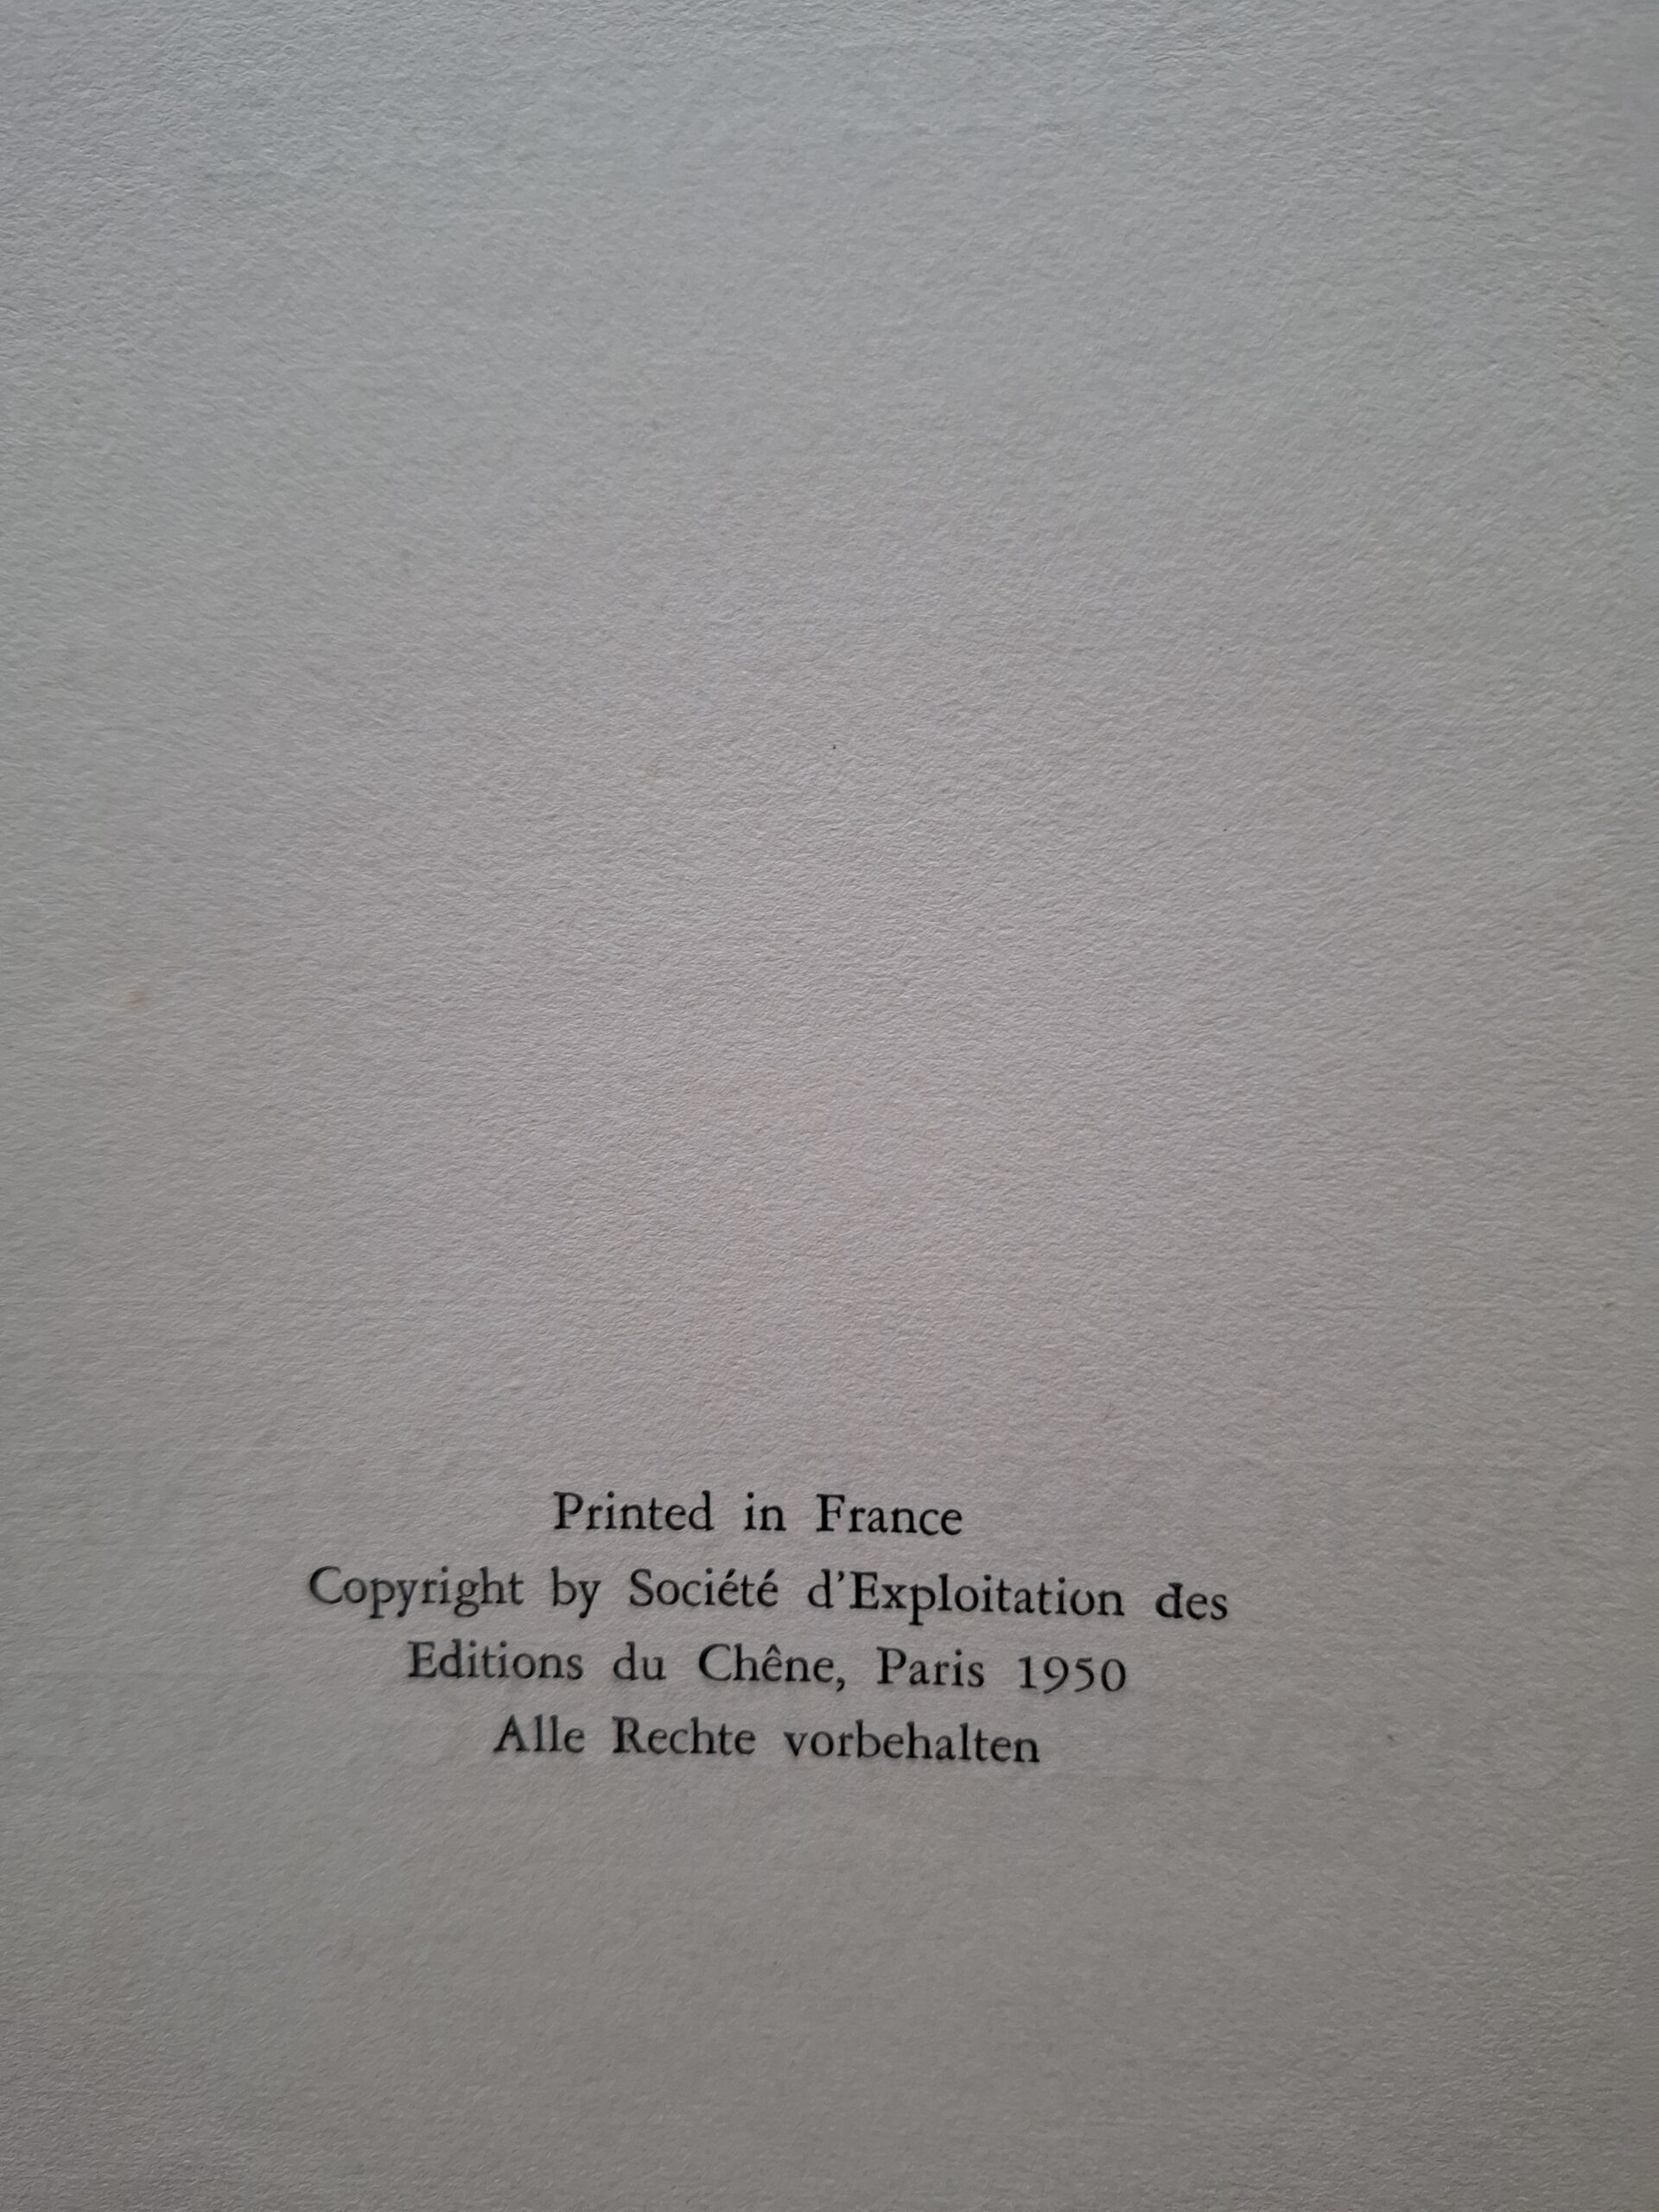 Printed in France
Copyright by Société d'Exploitation des
Editions du Chêne, Paris 1950
Alle Rechte vorbehalten